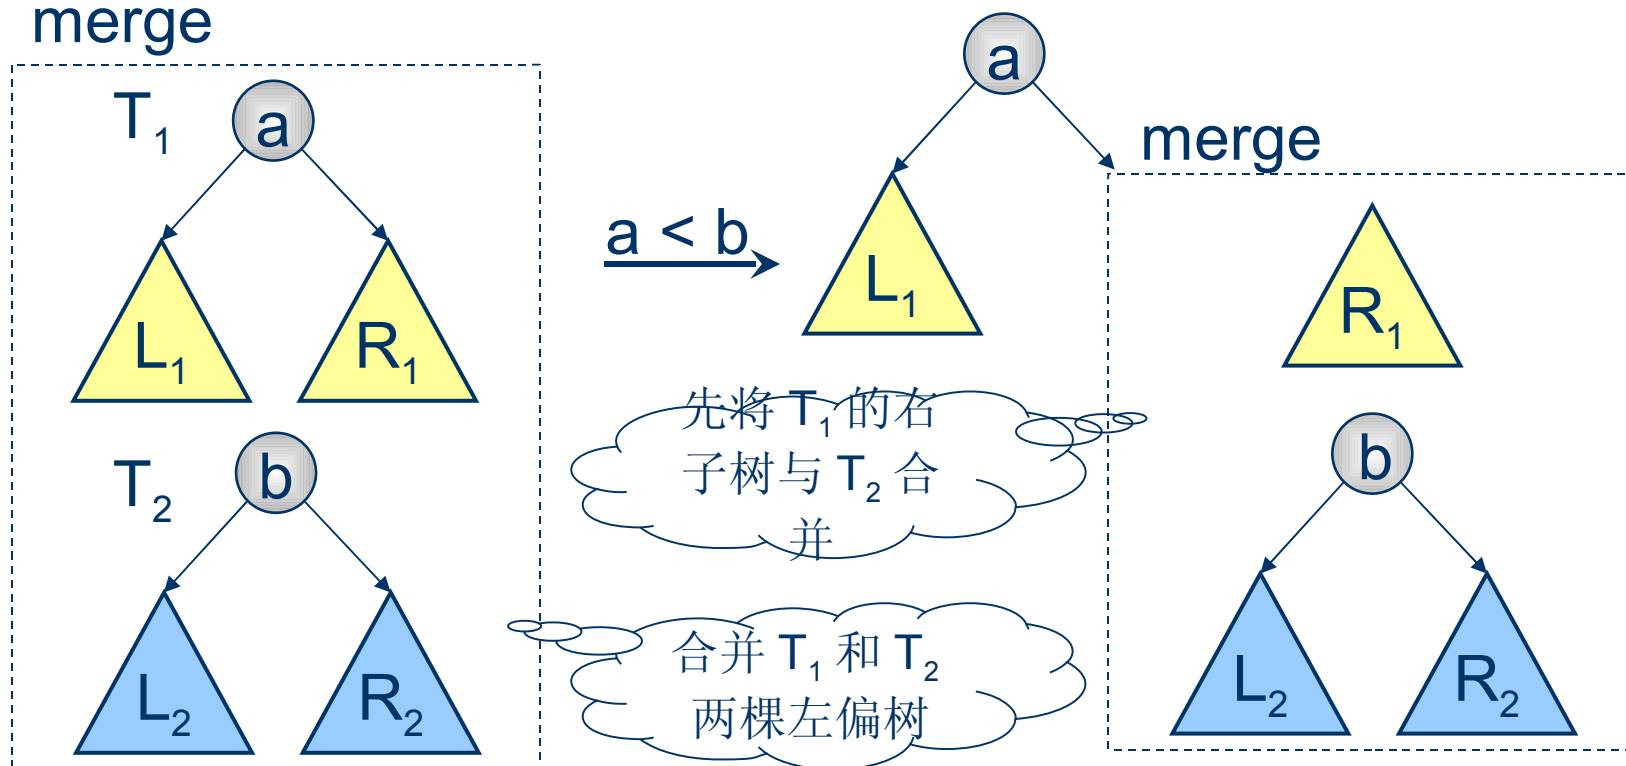 merge
T₁
a
L₁
R₁
T₂
b
L₂
R₂
a < b
a
L₁
merge
R₁
b
L₂
R₂
先将 T₁ 的右
子树与 T₂ 合
并
合并 T₁ 和 T₂
两棵左偏树